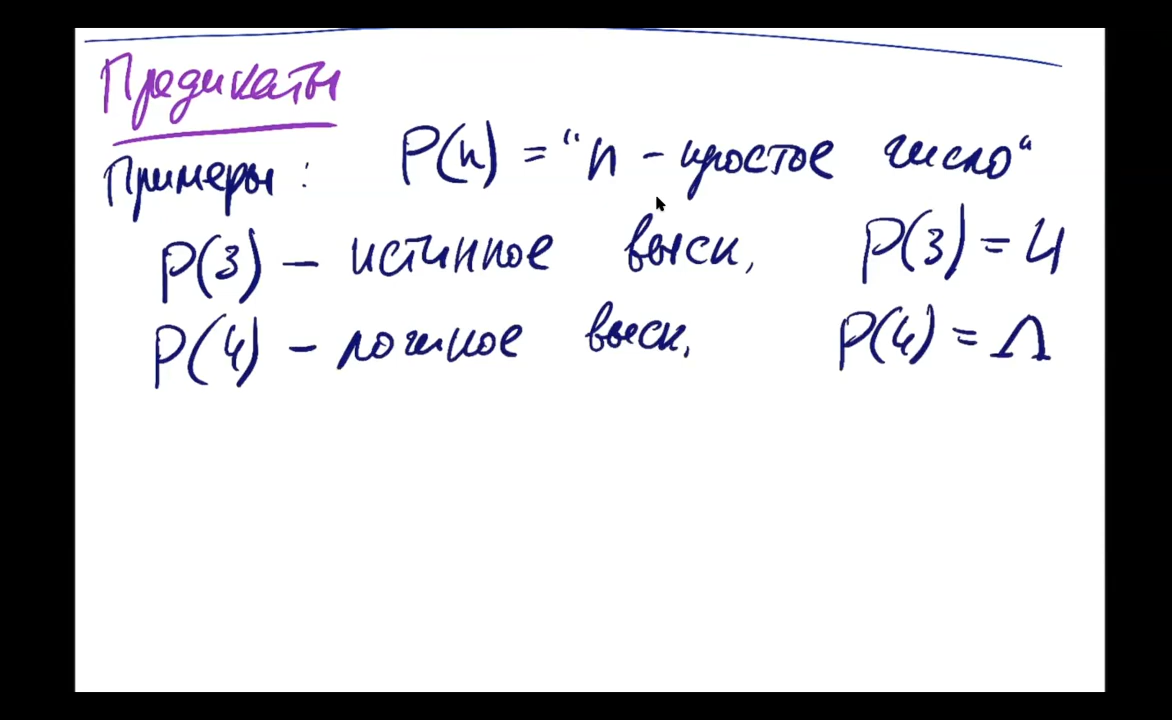 Предикаты
Примеры: P(n) = “n - простое число“
P(3) – истинное выск, P(3) = И
P(4) – ложное выск, P(4) = Л